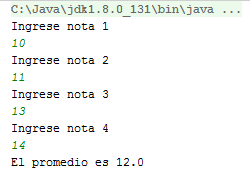 C:\Java\jdk1.8.0_131\bin\java ...
Ingrese nota 1
10
Ingrese nota 2
11
Ingrese nota 3
13
Ingrese nota 4
14
El promedio es 12.0